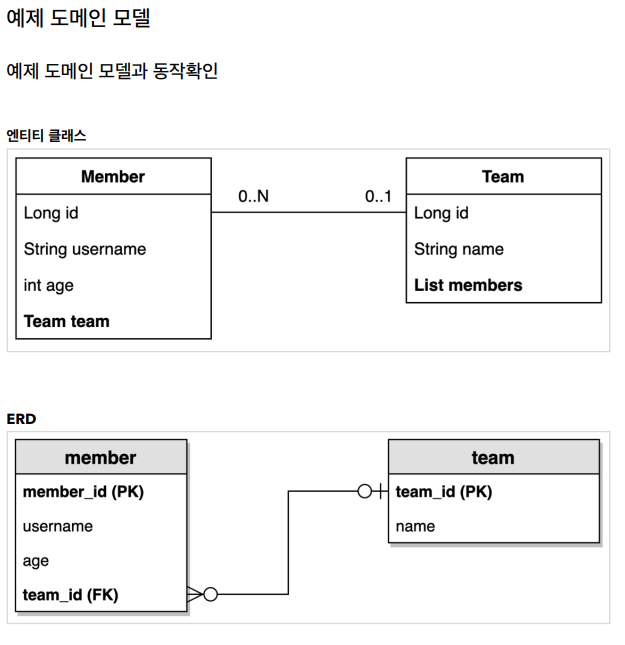 예제 도메인 모델
예제 도메인 모델과 동작확인
엔티티 클래스
Member
Long id
String username
int age
Team team
0..N
0..1
Team
Long id
String name
List members
ERD
member
member_id (PK)
username
age
team_id (FK)
team
team_id (PK)
name